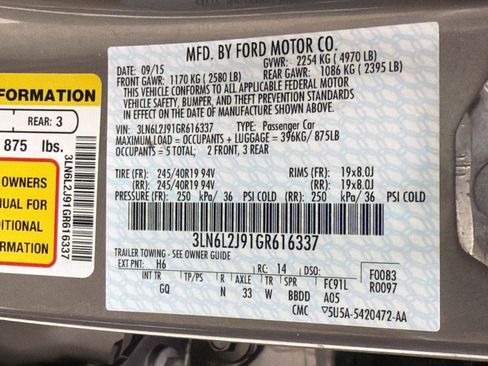 FORMATION
REAR: 3
875 lbs.
OWNERS
NUAL FOR
DITIONAL
RMATION
3LN6L2J91GR616337
MFD. BY FORD MOTOR CO.
DATE: 09/15 GVWR: 2254 KG ( 4970 LB)
FRONT GAWR: 1170 KG ( 2580 LB) REAR GAWR: 1086 KG ( 2395 LB)
THIS VEHICLE CONFORMS TO ALL APPLICABLE FEDERAL MOTOR
VEHICLE SAFETY, BUMPER, AND THEFT PREVENTION STANDARDS IN
EFFECT ON THE DATE OF MANUFACTURE SHOWN ABOVE.
VIN: 3LN6L2J91GR616337 TYPE: Passenger Car
MAXIMUM LOAD = OCCUPANTS + LUGGAGE = 396KG / 875LB
OCCUPANTS = 5 TOTAL: 2 FRONT, 3 REAR
TIRE (FR): 245/40R19 94V RIMS (FR): 19x8.0J
TIRE (RR): 245/40R19 94V (RR): 19x8.0J
PRESSURE (FR): 250 kPa/ 36 PSI COLD (RR): 250 kPa/ 36 PSI COLD
3LN6L2J91GR616337
TRAILER TOWING - SEE OWNER GUIDE
EXT PNT: H6 RC: 14 DSO: F0083
INT TR TP/PS R AXLE TR SPR FC91L R0097
GQ N 33 W BBDD A05
CMC 5U5A-5420472-AA